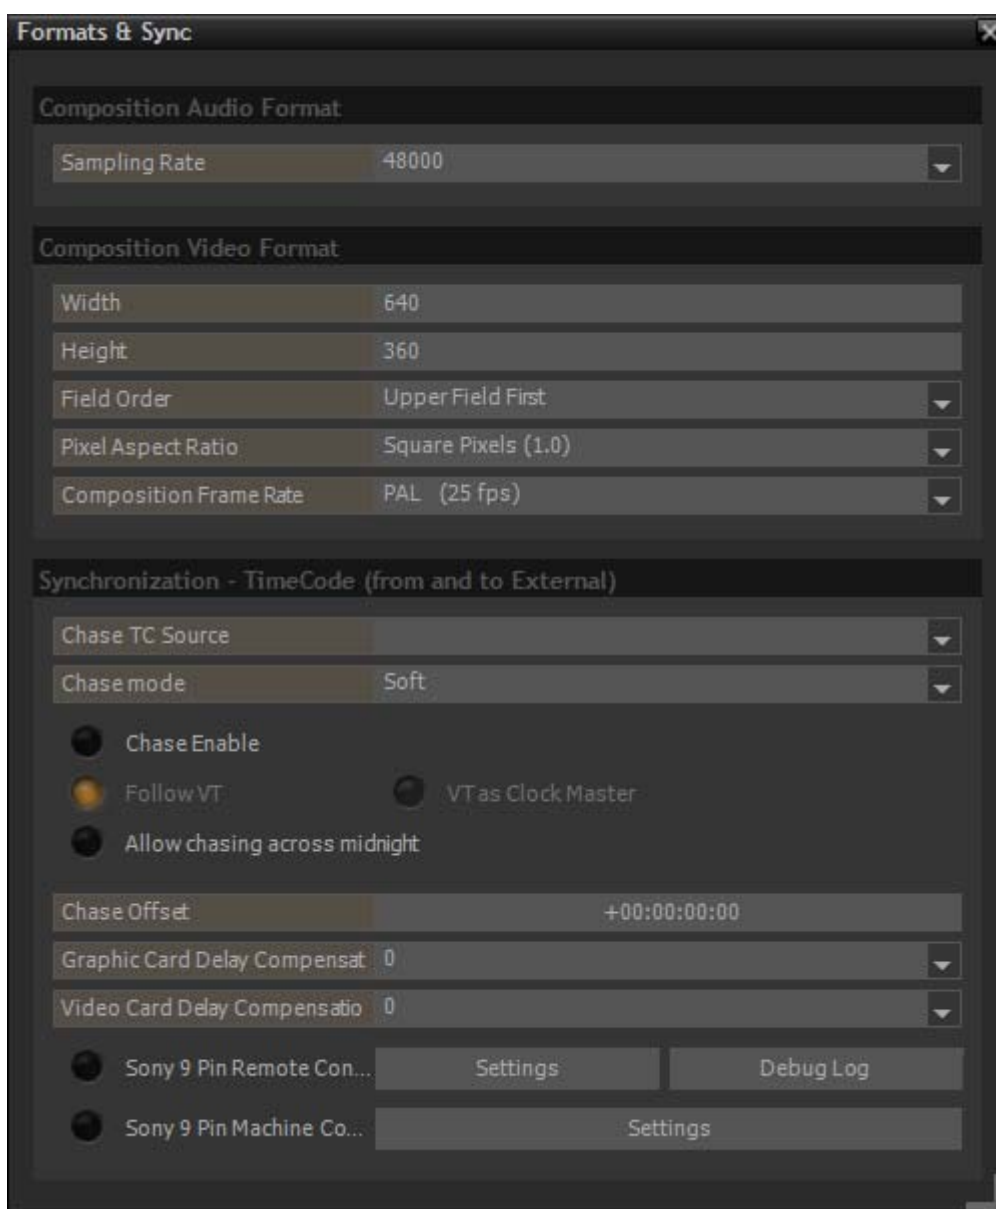 Formats & Sync
Composition Audio Format
Sampling Rate 48000
Composition Video Format
Width 640
Height 360
Field Order Upper Field First
Pixel Aspect Ratio Square Pixels (1.0)
Composition Frame Rate PAL (25 fps)
Synchronization - TimeCode (from and to External)
Chase TC Source
Chase mode Soft
Chase Enable
Follow VT VT as Clock Master
Allow chasing across midnight
Chase Offset +00:00:00:00
Graphic Card Delay Compensat 0
Video Card Delay Compensatio 0
Sony 9 Pin Remote Con... Settings Debug Log
Sony 9 Pin Machine Co... Settings